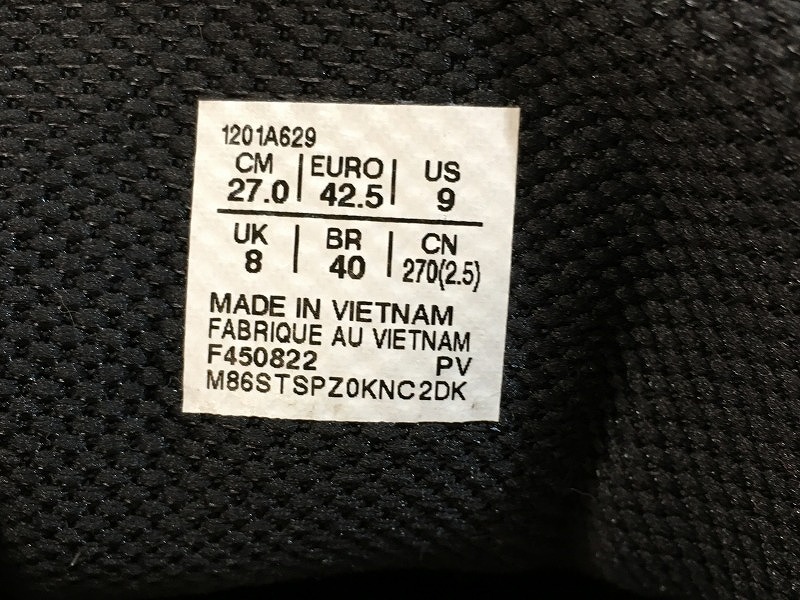 1201A629
CM | EURO | US
27.0 | 42.5 | 9
UK | BR | CN
8 | 40 | 270(2.5)
MADE IN VIETNAM
FABRIQUE AU VIETNAM
F450822 PV
M86STSPZ0KNC2DK